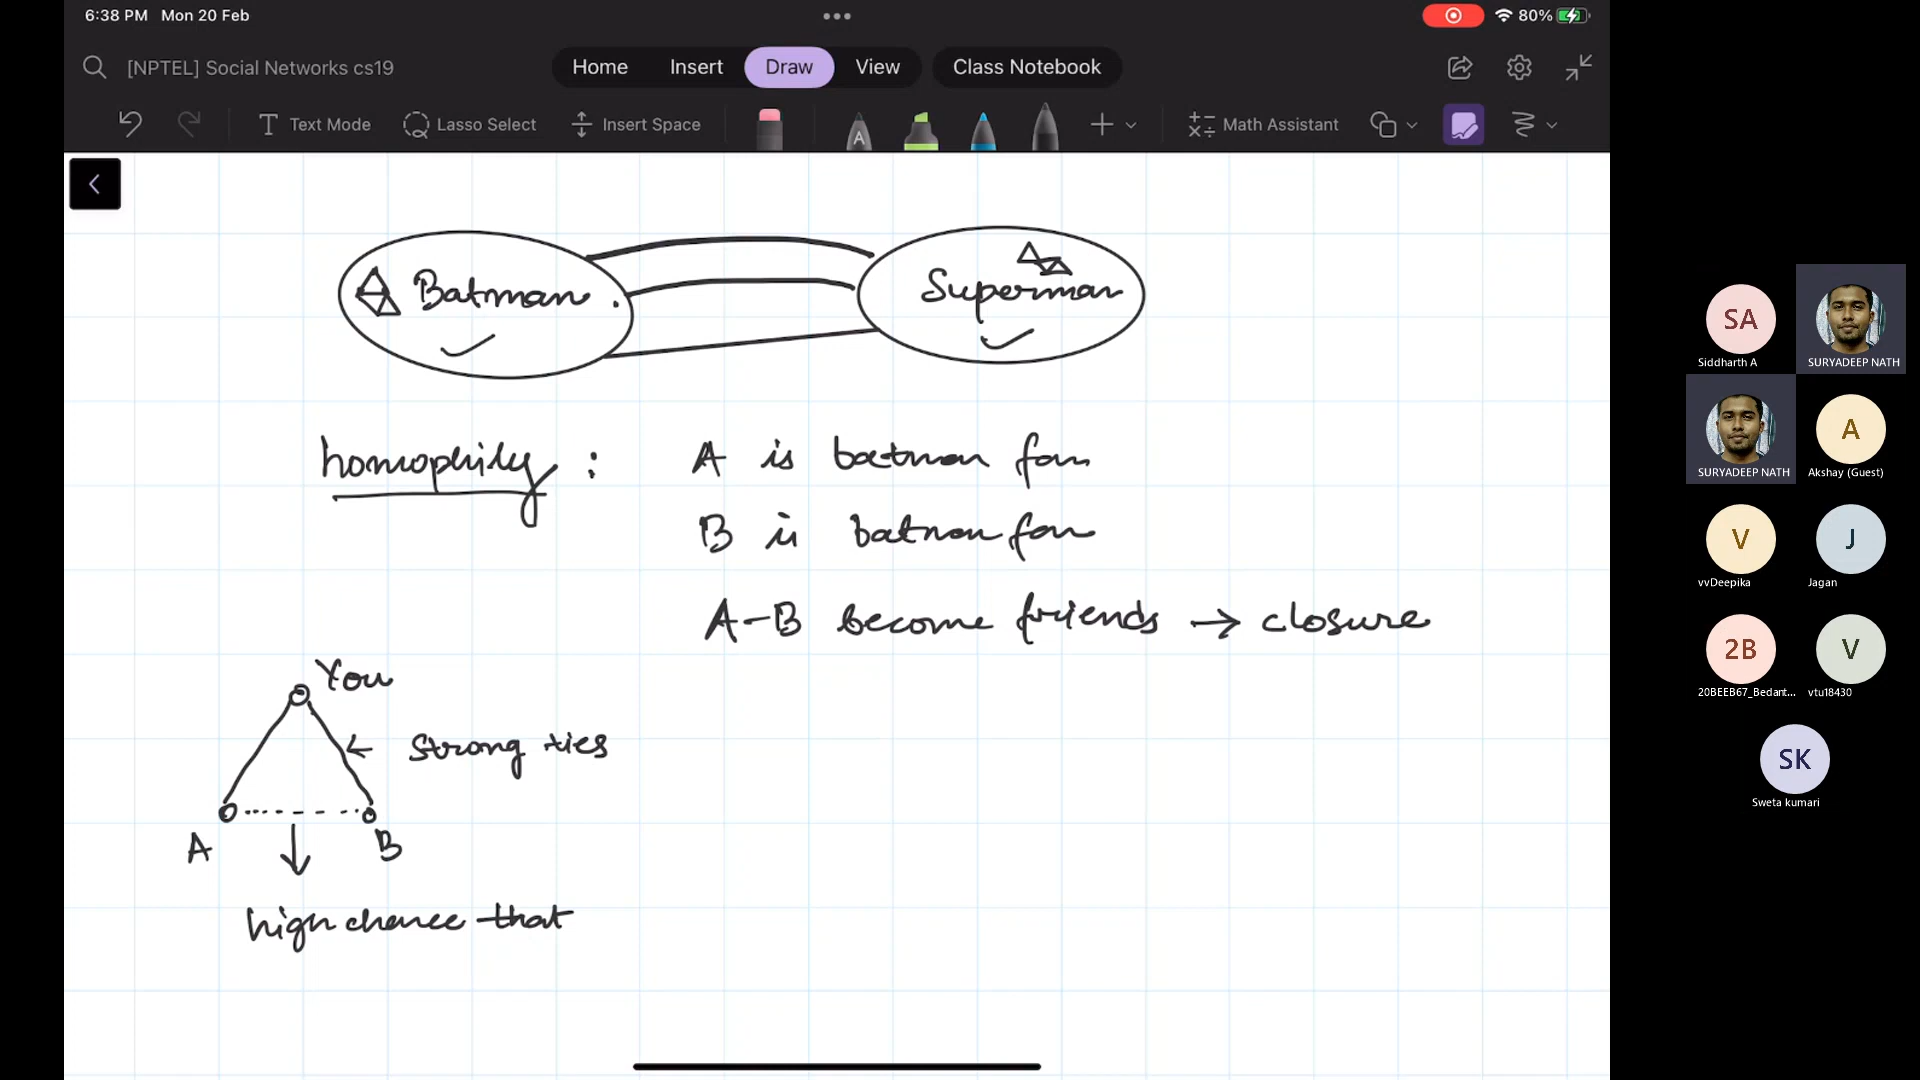 6:38 PM Mon 20 Feb
80%
[NPTEL] Social Networks cs19
Home Insert Draw View Class Notebook
Text Mode Lasso Select Insert Space A Math Assistant
Batman Superman
homophily : A is batman fan
B is batman fan
A-B become friends → closure
You
strong ties
A B
high chance that
SA
Siddharth A SURYADEEP NATH
A
SURYADEEP NATH Akshay (Guest)
V J
vvDeepika Jagan
2B V
20BEEB67_Bedant... vtu18430
SK
Sweta kumari